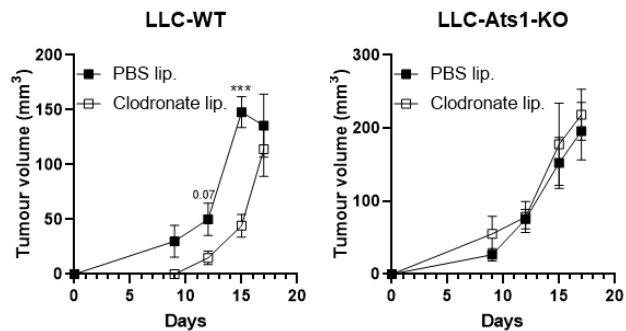 LLC-WT
Tumour volume (mm³)
200
150
100
50
0
PBS lip.
Clodronate lip.
***
0.07
0 5 10 15 20
Days
LLC-Ats1-KO
Tumour volume (mm³)
300
200
100
0
PBS lip.
Clodronate lip.
0 5 10 15 20
Days